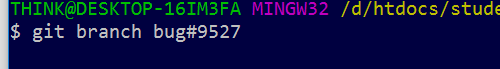 THINK@DESKTOP-16IM3FA MINGW32 /d/htdocs/stude
$ git branch bug#9527